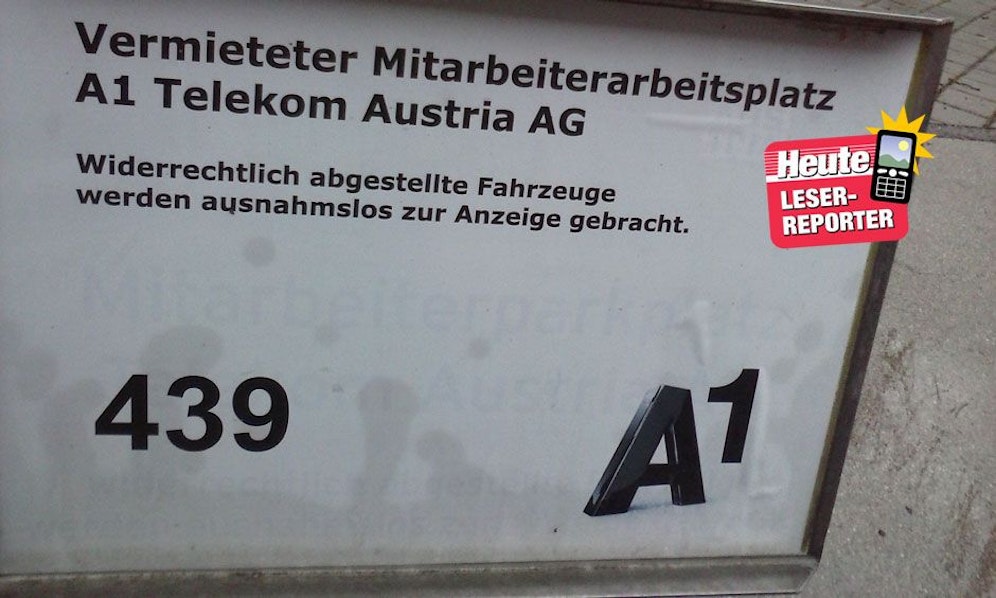 Vermieteter Mitarbeiterarbeitsplatz
A1 Telekom Austria AG
Widerrechtlich abgestellte Fahrzeuge
werden ausnahmslos zur Anzeige gebracht.
Heute
LESER-
REPORTER
Mitarbeiterparkplatz
439
A1